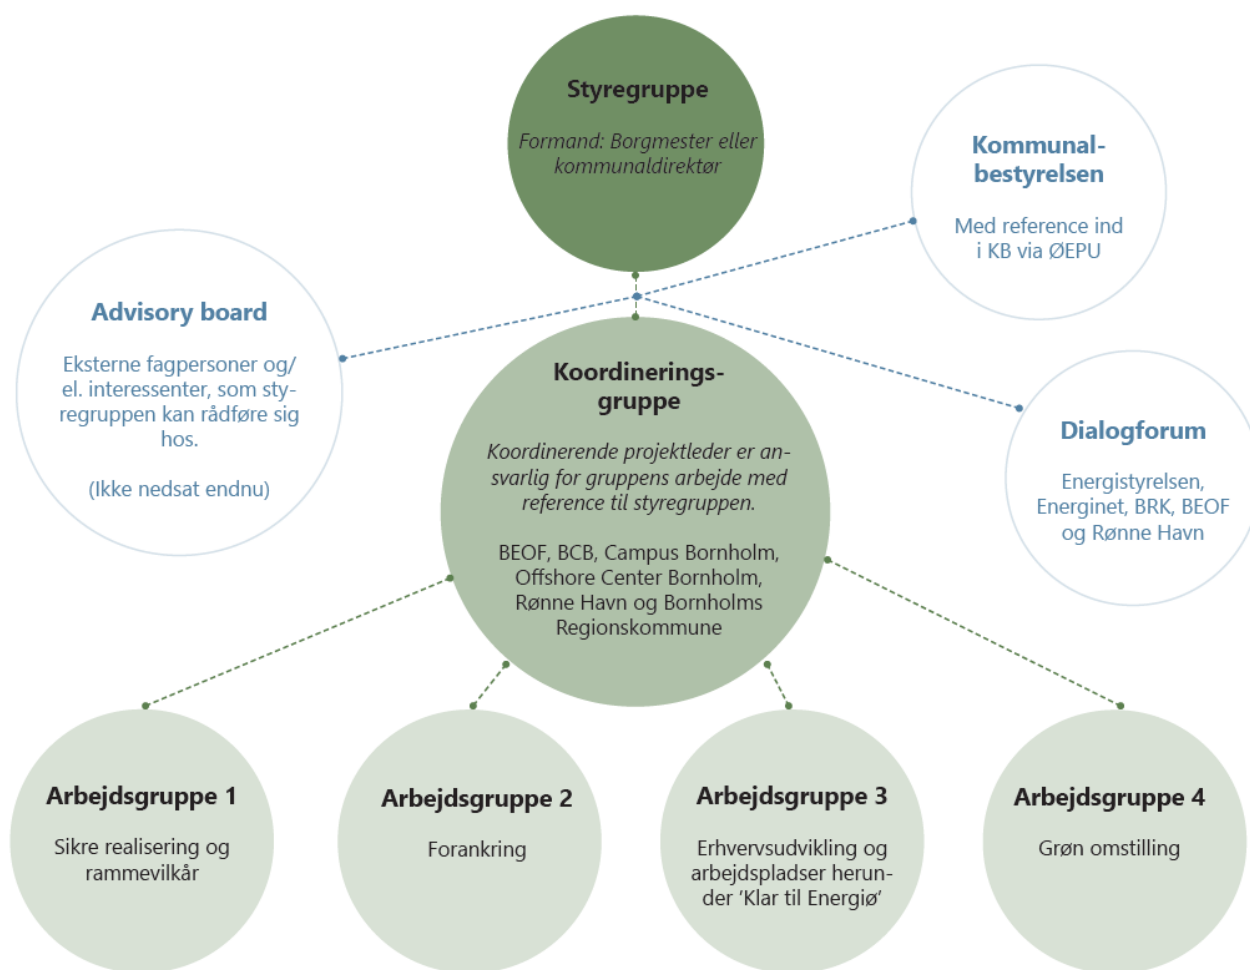 Styregruppe
Formand: Borgmester eller
kommunaldirektør
Kommunal-
bestyrelsen
Med reference ind
i KB via ØEPU
Advisory board
Eksterne fagpersoner og/
el. interessenter, som sty-
regruppen kan rådføre sig
hos.
(Ikke nedsat endnu)
Koordinerings-
gruppe
Koordinerende projektleder er an-
svarlig for gruppens arbejde med
reference til styregruppen.
BEOF, BCB, Campus Bornholm,
Offshore Center Bornholm,
Rønne Havn og Bornholms
Regionskommune
Dialogforum
Energistyrelsen,
Energinet, BRK, BEOF
og Rønne Havn
Arbejdsgruppe 1
Sikre realisering og
rammevilkår
Arbejdsgruppe 2
Forankring
Arbejdsgruppe 3
Erhvervsudvikling og
arbejdspladser herun-
der ’Klar til Energiø’
Arbejdsgruppe 4
Grøn omstilling